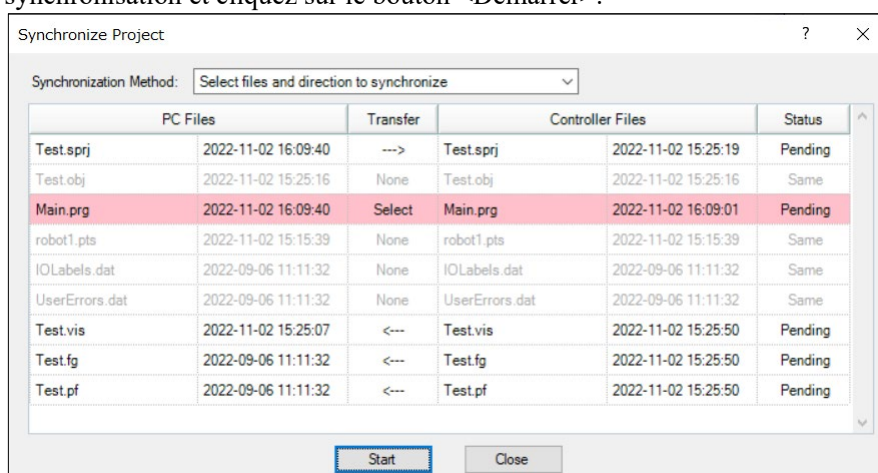 synchronisation et cliquez sur le bouton <Démarrer>.
Synchronize Project ? ×
Synchronization Method: Select files and direction to synchronize
PC Files Transfer Controller Files Status
Test.sprj 2022-11-02 16:09:40 ---> Test.sprj 2022-11-02 15:25:19 Pending
Test.obj 2022-11-02 15:25:16 None Test.obj 2022-11-02 15:25:16 Same
Main.prg 2022-11-02 16:09:40 Select Main.prg 2022-11-02 16:09:01 Pending
robot1.pts 2022-11-02 15:15:39 None robot1.pts 2022-11-02 15:15:39 Same
IOLabels.dat 2022-09-06 11:11:32 None IOLabels.dat 2022-09-06 11:11:32 Same
UserErrors.dat 2022-09-06 11:11:32 None UserErrors.dat 2022-09-06 11:11:32 Same
Test.vis 2022-11-02 15:25:07 <--- Test.vis 2022-11-02 15:25:50 Pending
Test.fg 2022-09-06 11:11:32 <--- Test.fg 2022-11-02 15:25:50 Pending
Test.pf 2022-09-06 11:11:32 <--- Test.pf 2022-11-02 15:25:50 Pending
Start Close